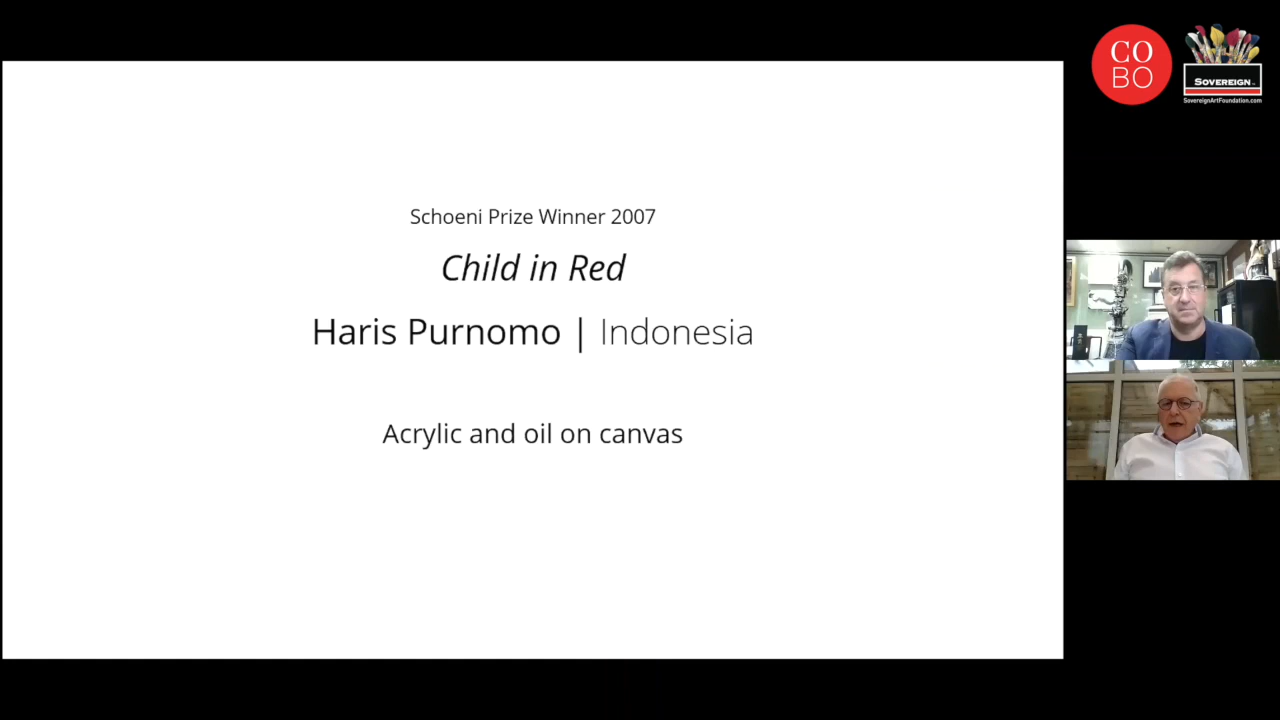 CO
BO
SOVEREIGN
SovereignArtFoundation.com
Schoeni Prize Winner 2007
Child in Red
Haris Purnomo | Indonesia
Acrylic and oil on canvas